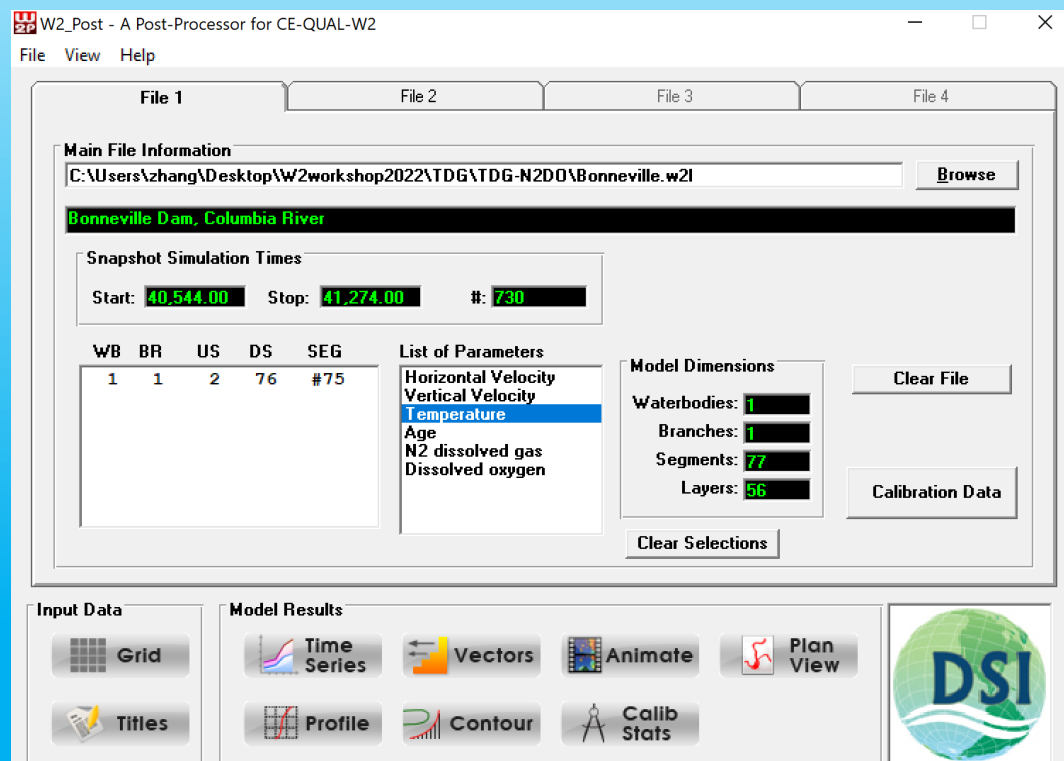 W2_Post - A Post-Processor for CE-QUAL-W2
File View Help
File 1 File 2 File 3 File 4
Main File Information
C:\Users\zhang\Desktop\W2workshop2022\TDG\TDG-N2DO\Bonneville.w2l Browse
Bonneville Dam, Columbia River
Snapshot Simulation Times
Start: 40,544.00 Stop: 41,274.00 #: 730
WB BR US DS SEG
1 1 2 76 #75
List of Parameters
Horizontal Velocity
Vertical Velocity
Temperature
Age
N2 dissolved gas
Dissolved oxygen
Model Dimensions
Waterbodies: 1
Branches: 1
Segments: 77
Layers: 56
Clear Selections
Clear File
Calibration Data
Input Data
Grid
Titles
Model Results
Time Series
Vectors
Animate
Plan View
Profile
Contour
Calib Stats
DSI